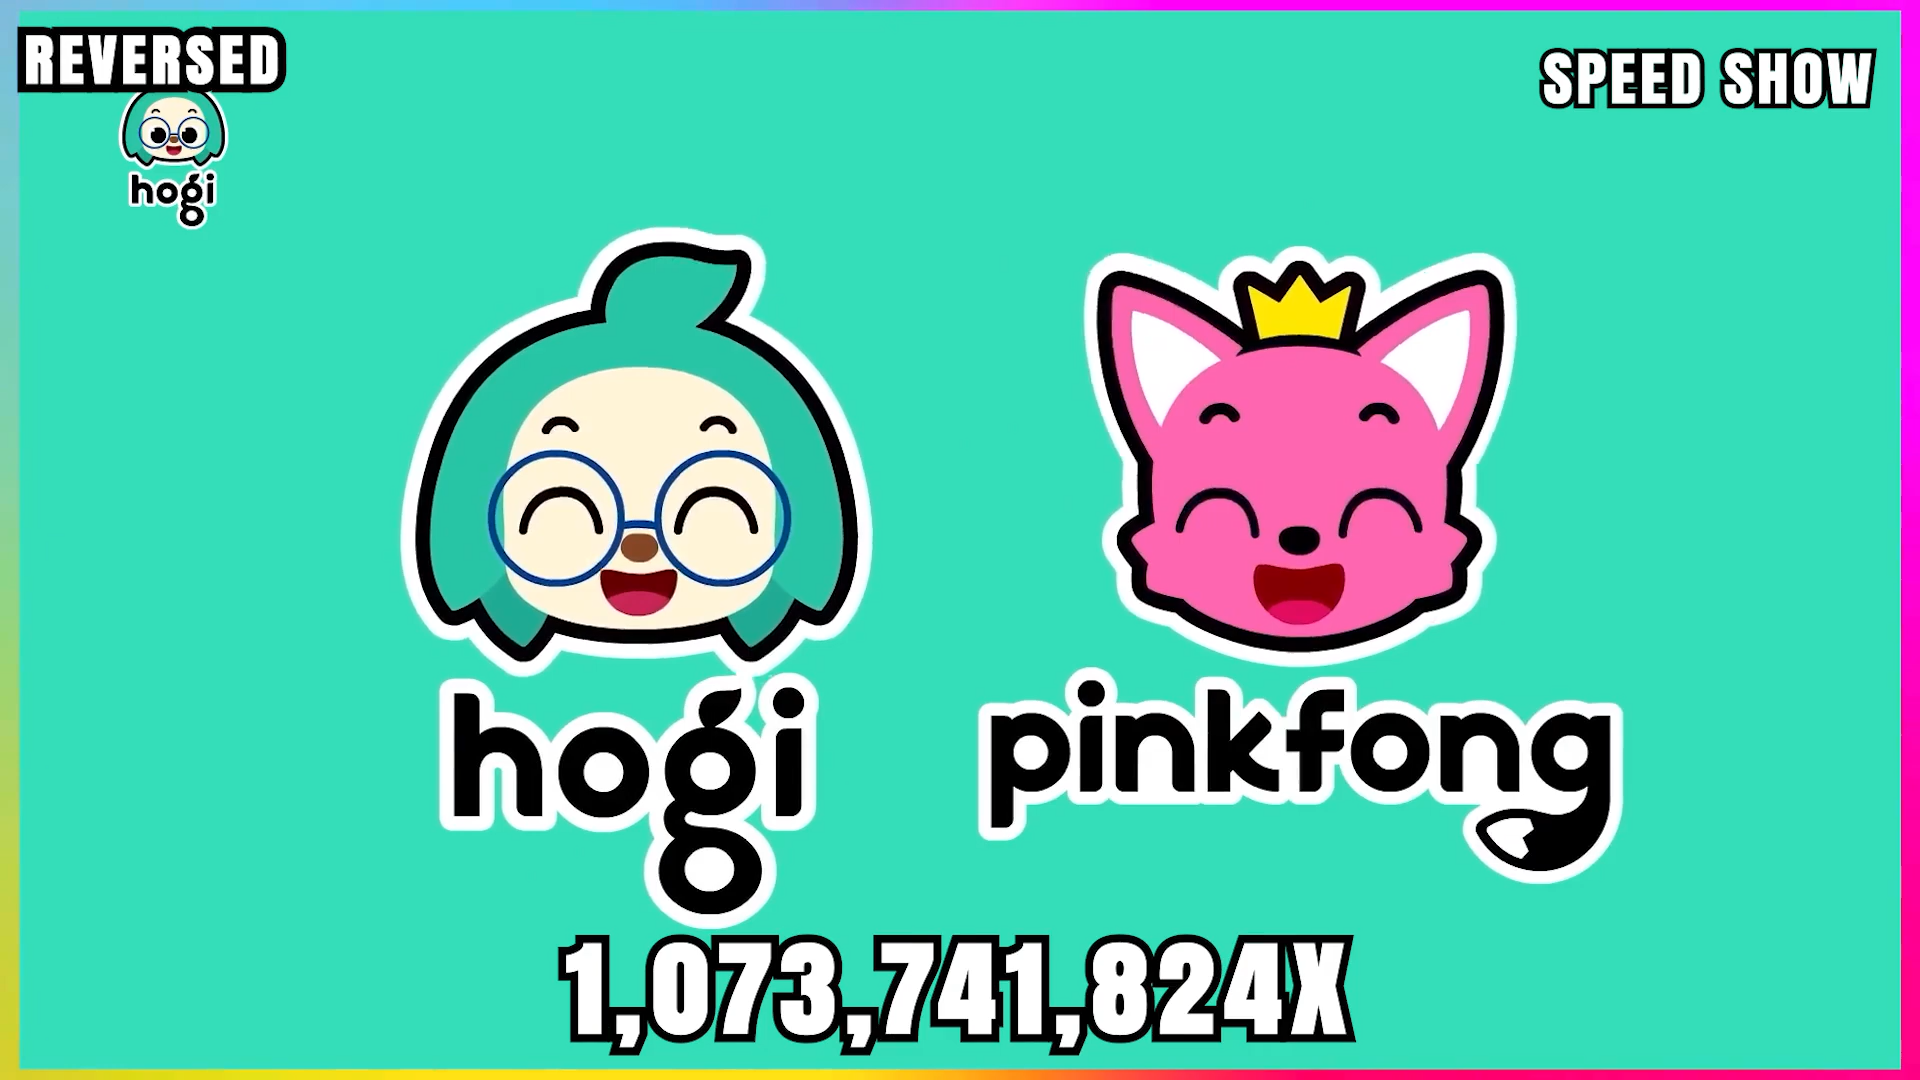 REVERSED
SPEED SHOW
hogi
hogi
pinkfong
1,073,741,824X